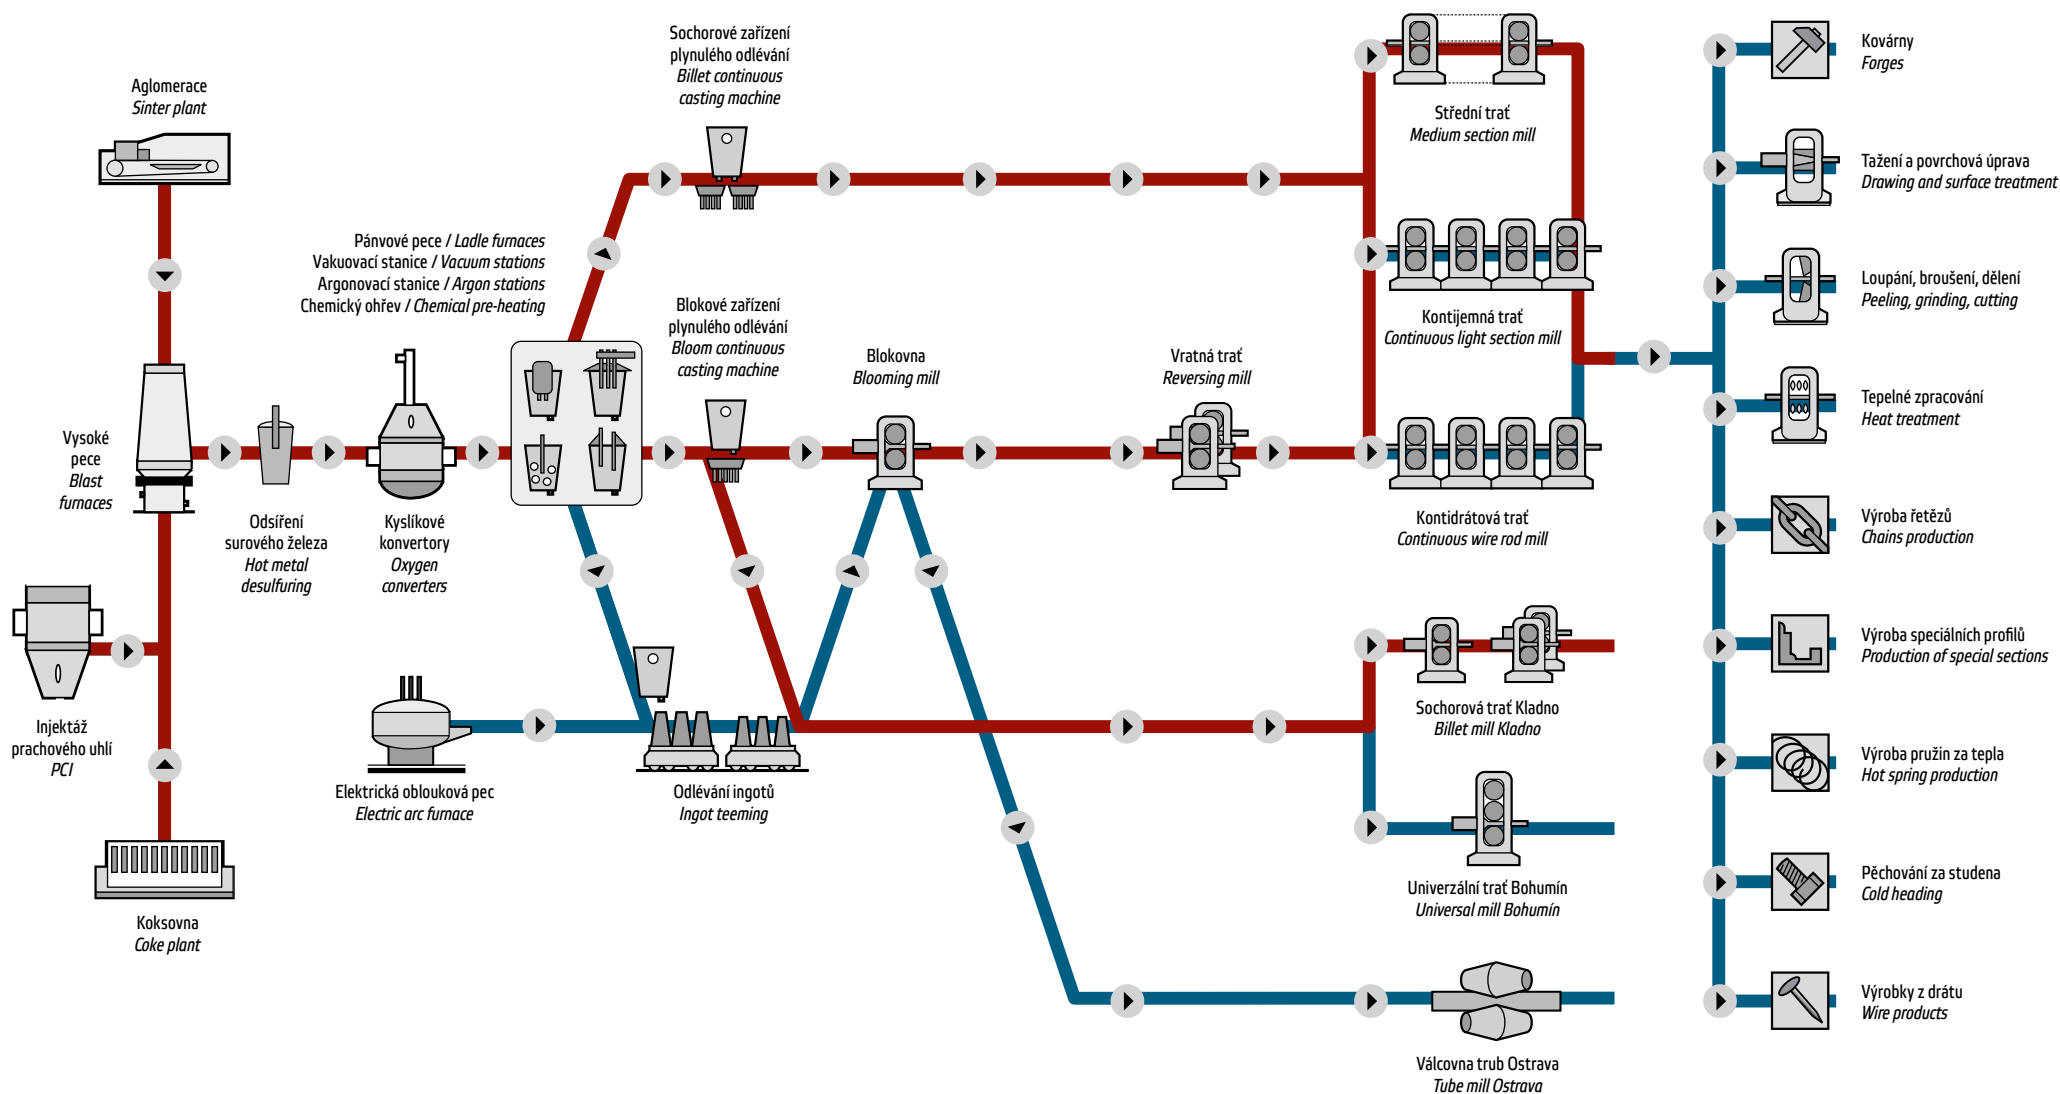 Aglomerace
Sinter plant
Vysoké
pece
Blast
furnaces
Injektáž
prachového uhlí
PCI
Koksovna
Coke plant
Odsíření
surového železa
Hot metal
desulfuring
Kyslíkové
konvertory
Oxygen
converters
Pánvové pece / Ladle furnaces
Vakuovací stanice / Vacuum stations
Argonovací stanice / Argon stations
Chemický ohřev / Chemical pre-heating
Elektrická oblouková pec
Electric arc furnace
Sochorové zařízení
plynulého odlévání
Billet continuous
casting machine
Blokové zařízení
plynulého odlévání
Bloom continuous
casting machine
Odlévání ingotů
Ingot teeming
Blokovna
Blooming mill
Vratná trať
Reversing mill
Střední trať
Medium section mill
Kontijemná trať
Continuous light section mill
Kontidrátová trať
Continuous wire rod mill
Sochorová trať Kladno
Billet mill Kladno
Univerzální trať Bohumín
Universal mill Bohumín
Válcovna trub Ostrava
Tube mill Ostrava
Kovárny
Forges
Tažení a povrchová úprava
Drawing and surface treatment
Loupání, broušení, dělení
Peeling, grinding, cutting
Tepelné zpracování
Heat treatment
Výroba řetězů
Chains production
Výroba speciálních profilů
Production of special sections
Výroba pružin za tepla
Hot spring production
Pěchování za studena
Cold heading
Výrobky z drátu
Wire products